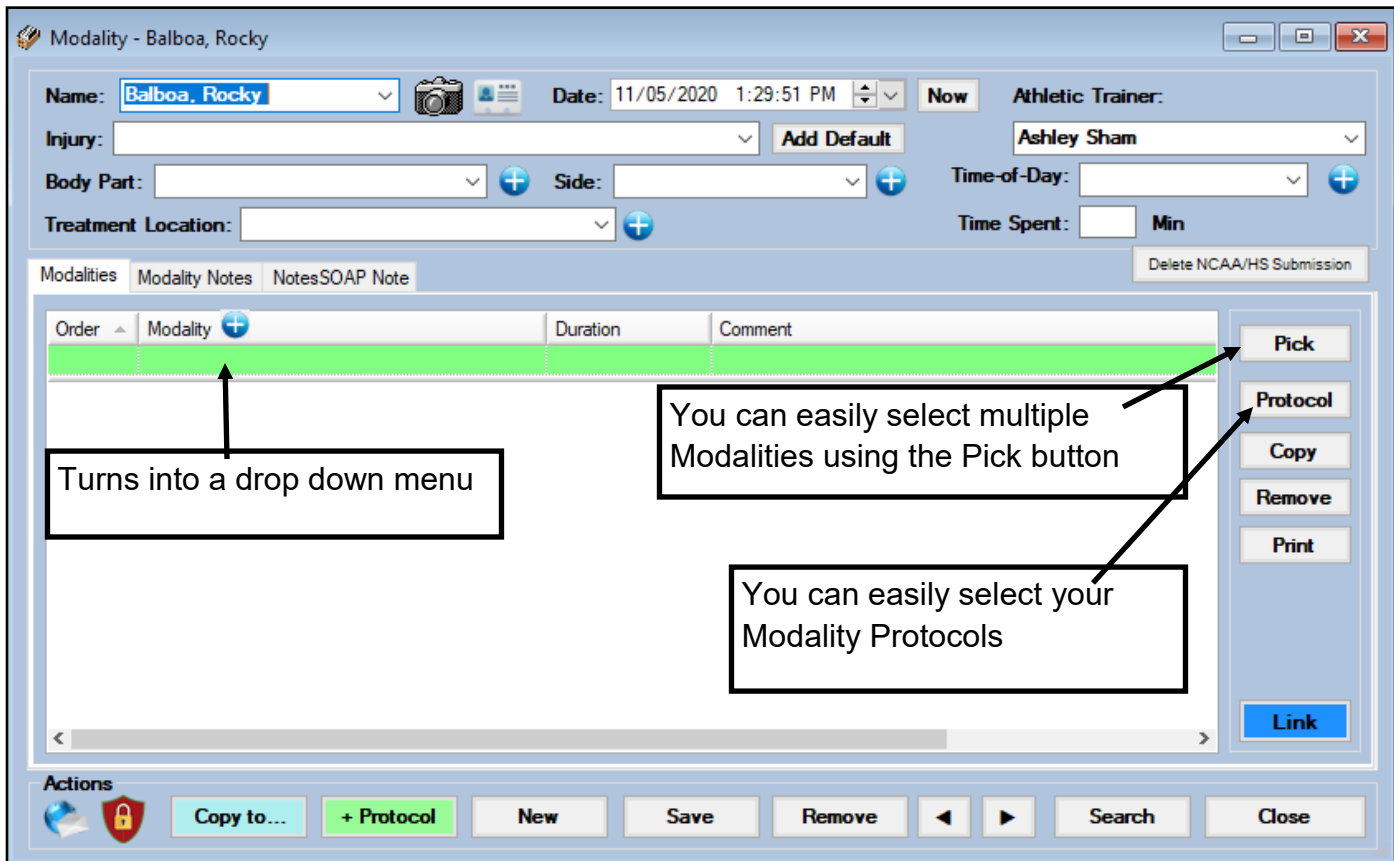 Modality - Balboa, Rocky
Name: Balboa, Rocky Date: 11/05/2020 1:29:51 PM Now Athletic Trainer:
Injury: Add Default Ashley Sham
Body Part: Side: Time-of-Day:
Treatment Location: Time Spent: Min
Delete NCAA/HS Submission
Modalities Modality Notes NotesSOAP Note
Order Modality Duration Comment
Pick
Protocol
Copy
Remove
Print
Link
You can easily select multiple
Modalities using the Pick button
Turns into a drop down menu
You can easily select your
Modality Protocols
Actions
Copy to... + Protocol New Save Remove Search Close